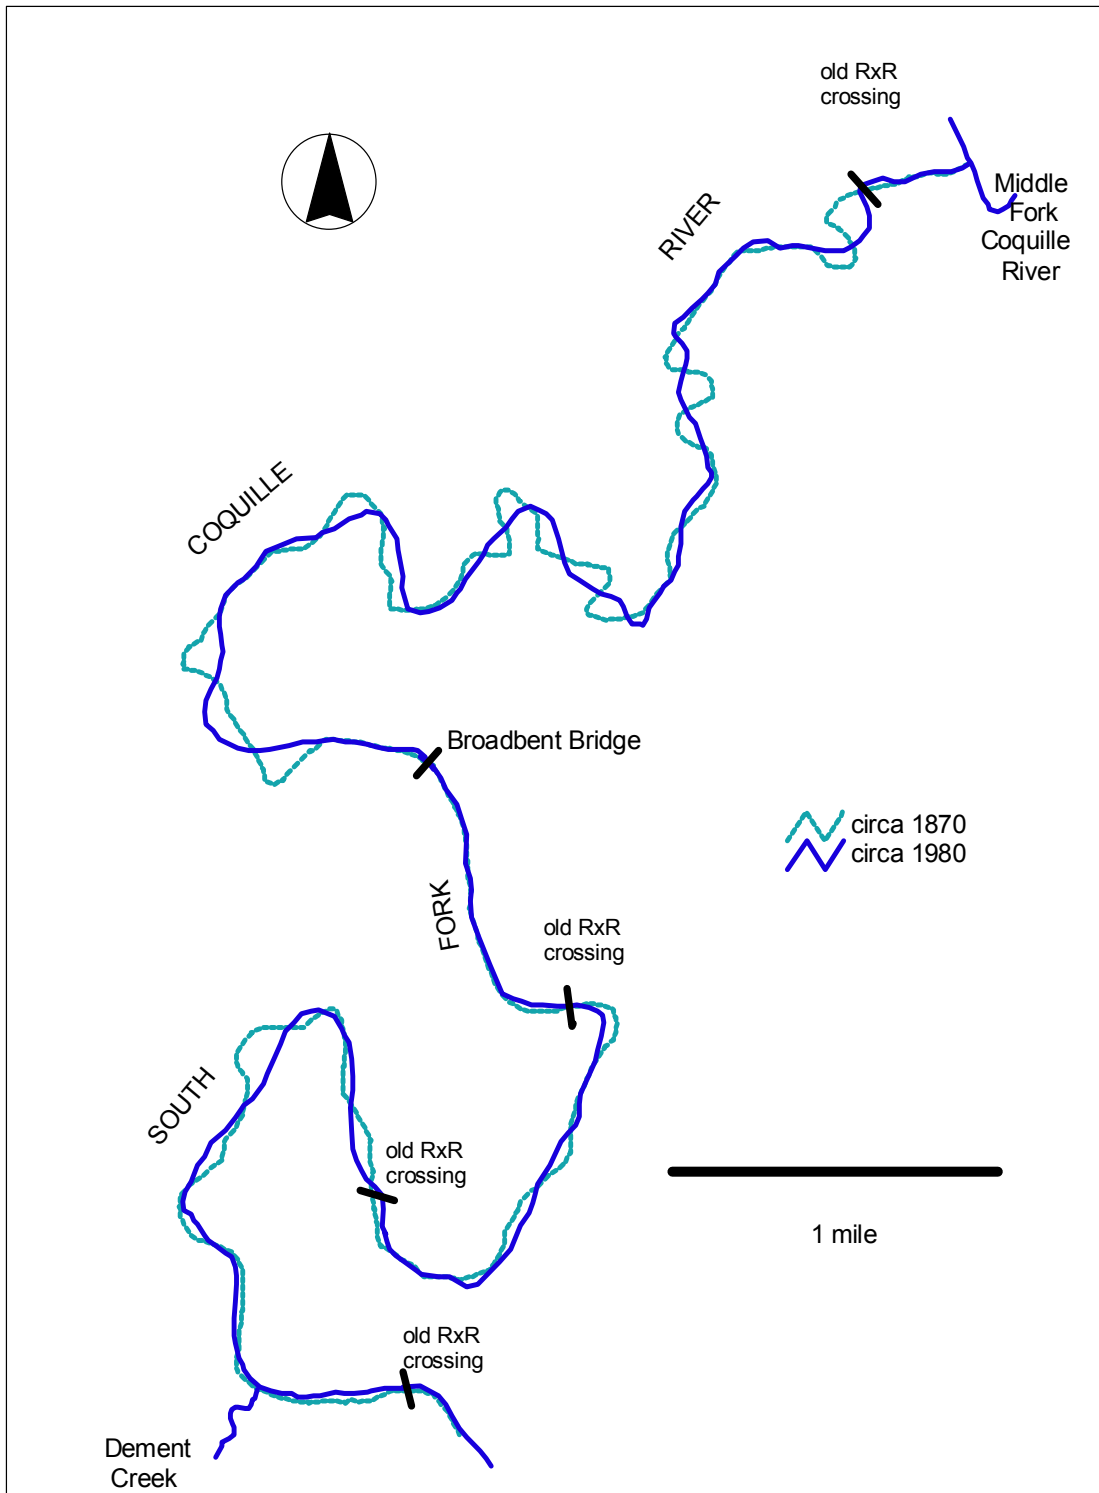 old RxR
crossing
Middle
Fork
Coquille
River
RIVER
COQUILLE
Broadbent Bridge
circa 1870
circa 1980
FORK
old RxR
crossing
SOUTH
old RxR
crossing
1 mile
old RxR
crossing
Dement
Creek